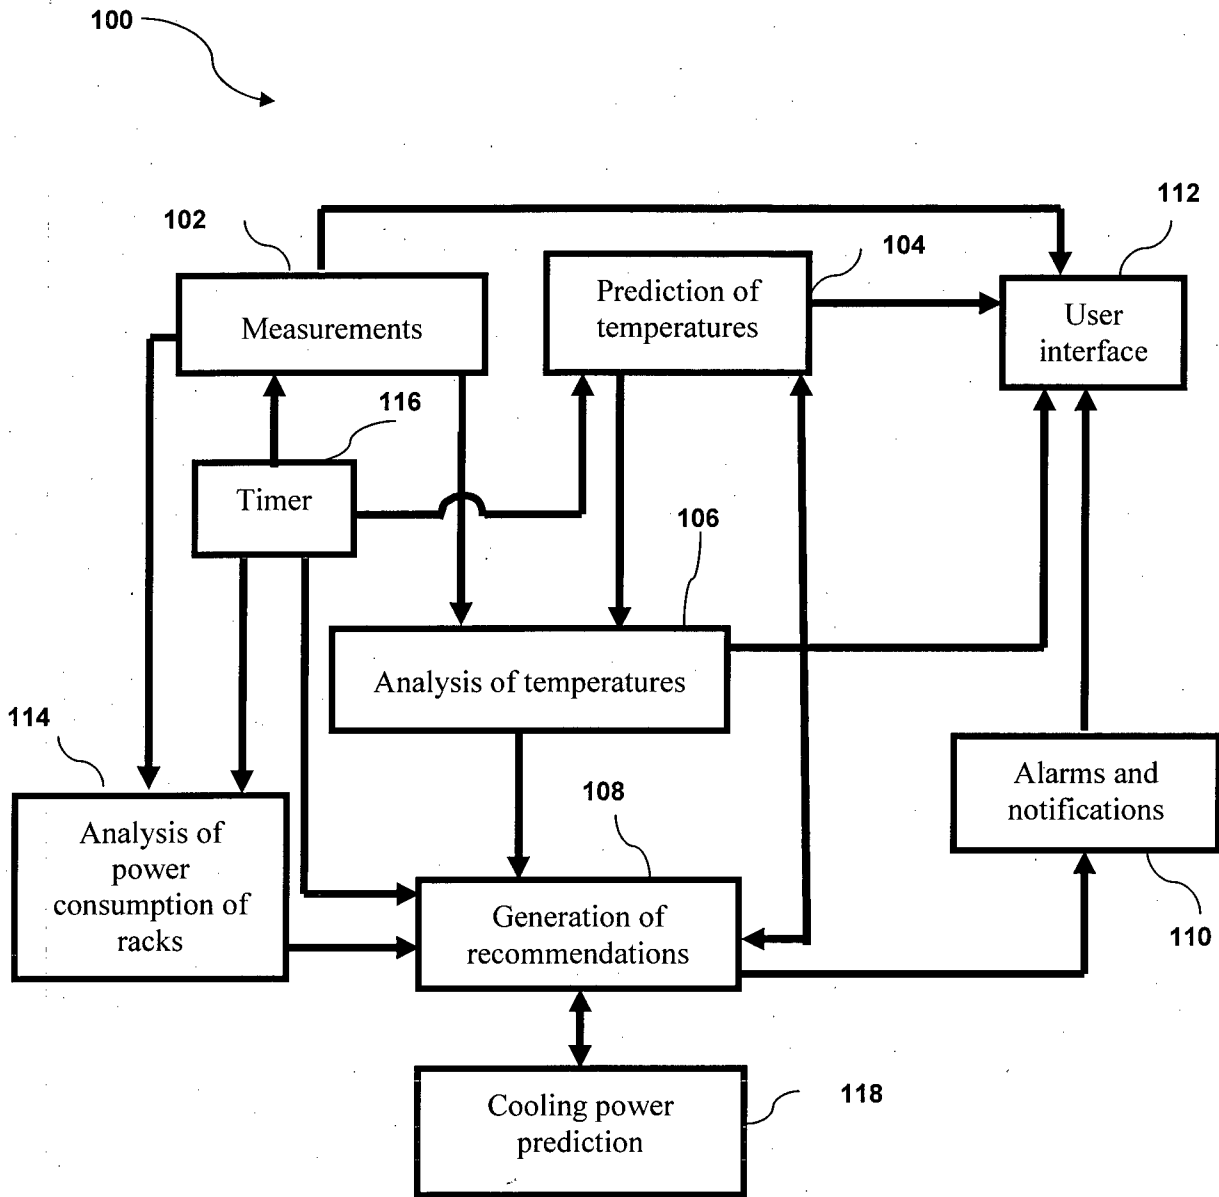 100
112
102
104
Prediction of
temperatures
User
interface
Measurements
116
Timer
106
Analysis of temperatures
114
108
Alarms and
notifications
Analysis of
power
consumption of
racks
Generation of
recommendations
110
Cooling power
prediction
118